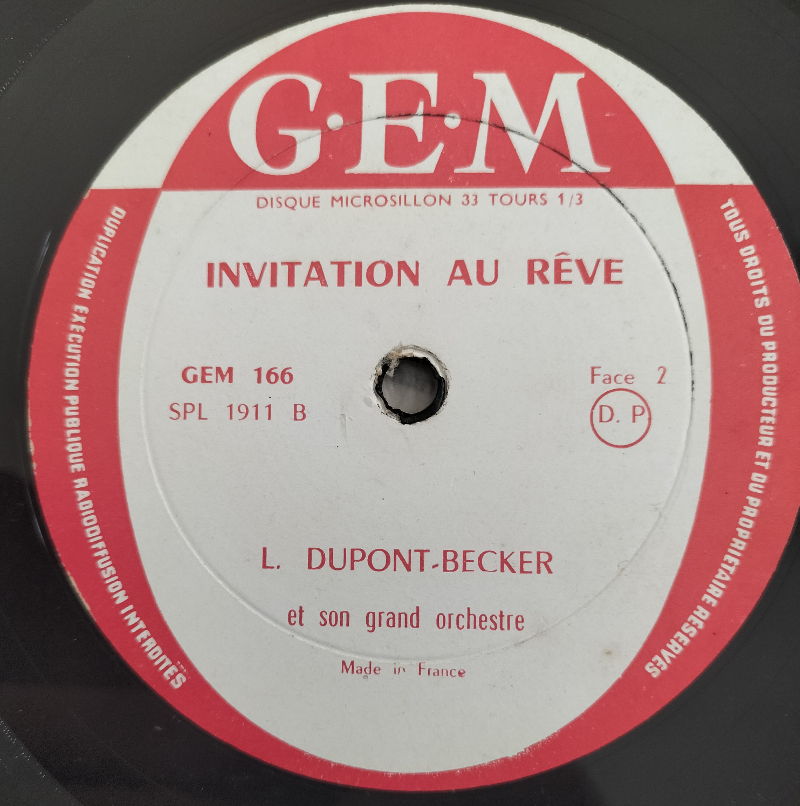 G·E·M
DISQUE MICROSILLON 33 TOURS 1/3
INVITATION AU RÊVE
GEM 166
SPL 1911 B
Face 2
D. P
L. DUPONT-BECKER
et son grand orchestre
Made in France
DUPLICATION EXÉCUTION PUBLIQUE RADIODIFFUSION INTERDITES
TOUS DROITS DU PRODUCTEUR ET DU PROPRIÉTAIRE RÉSERVÉS